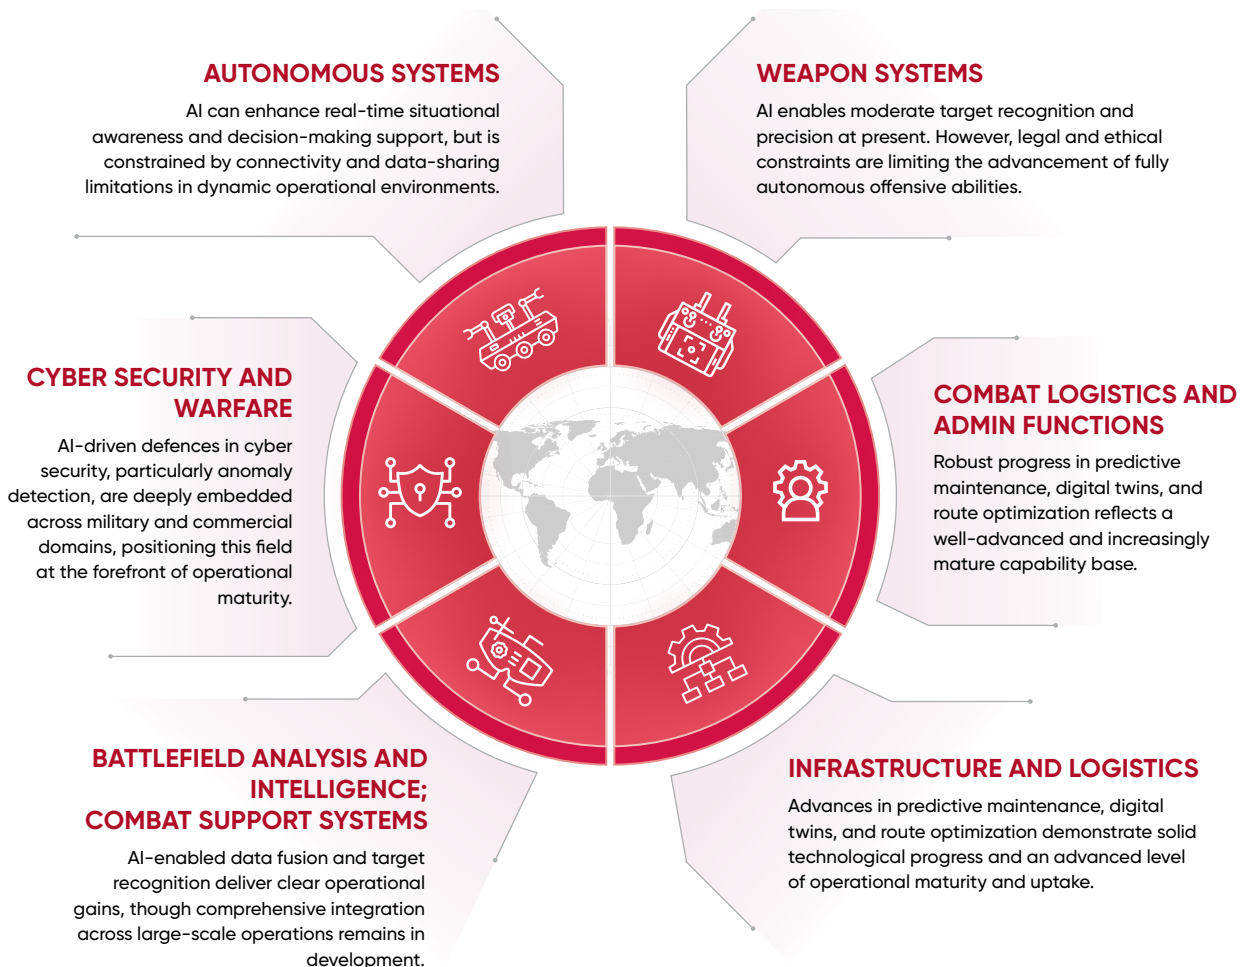 AUTONOMOUS SYSTEMS
AI can enhance real-time situational
awareness and decision-making support, but is
constrained by connectivity and data-sharing
limitations in dynamic operational environments.
WEAPON SYSTEMS
AI enables moderate target recognition and
precision at present. However, legal and ethical
constraints are limiting the advancement of fully
autonomous offensive abilities.
CYBER SECURITY AND
WARFARE
AI-driven defences in cyber
security, particularly anomaly
detection, are deeply embedded
across military and commercial
domains, positioning this field
at the forefront of operational
maturity.
COMBAT LOGISTICS AND
ADMIN FUNCTIONS
Robust progress in predictive
maintenance, digital twins, and
route optimization reflects a
well-advanced and increasingly
mature capability base.
BATTLEFIELD ANALYSIS AND
INTELLIGENCE;
COMBAT SUPPORT SYSTEMS
AI-enabled data fusion and target
recognition deliver clear operational
gains, though comprehensive integration
across large-scale operations remains in
development.
INFRASTRUCTURE AND LOGISTICS
Advances in predictive maintenance, digital
twins, and route optimization demonstrate solid
technological progress and an advanced level
of operational maturity and uptake.